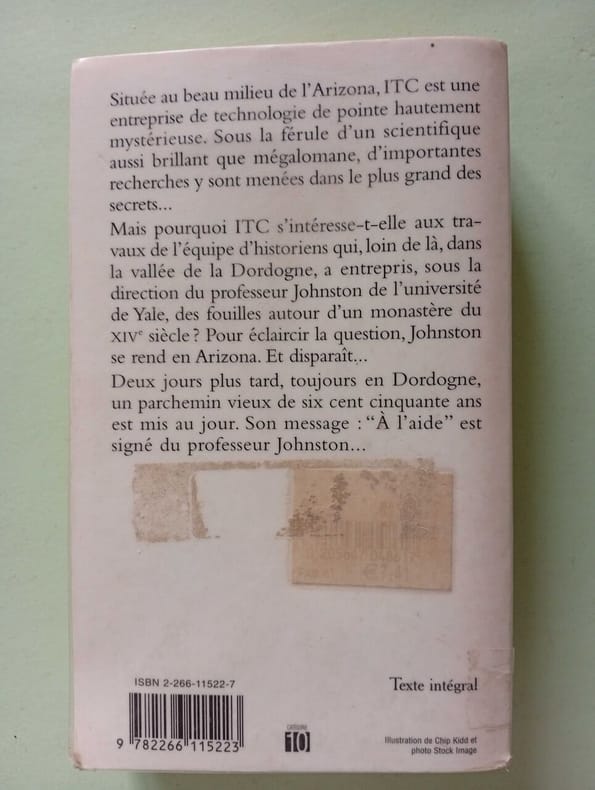 Située au beau milieu de l'Arizona, ITC est une
entreprise de technologie de pointe hautement
mystérieuse. Sous la férule d'un scientifique
aussi brillant que mégalomane, d'importantes
recherches y sont menées dans le plus grand des
secrets...
Mais pourquoi ITC s'intéresse-t-elle aux tra-
vaux de l'équipe d'historiens qui, loin de là, dans
la vallée de la Dordogne, a entrepris, sous la
direction du professeur Johnston de l'université
de Yale, des fouilles autour d'un monastère du
XIVe siècle ? Pour éclaircir la question, Johnston
se rend en Arizona. Et disparaît...
Deux jours plus tard, toujours en Dordogne,
un parchemin vieux de six cent cinquante ans
est mis au jour. Son message : “À l'aide” est
signé du professeur Johnston...
ISBN 2-266-11522-7
Texte intégral
9 782266 115223
CATÉGORIE
10
Illustration de Chip Kidd et
photo Stock Image